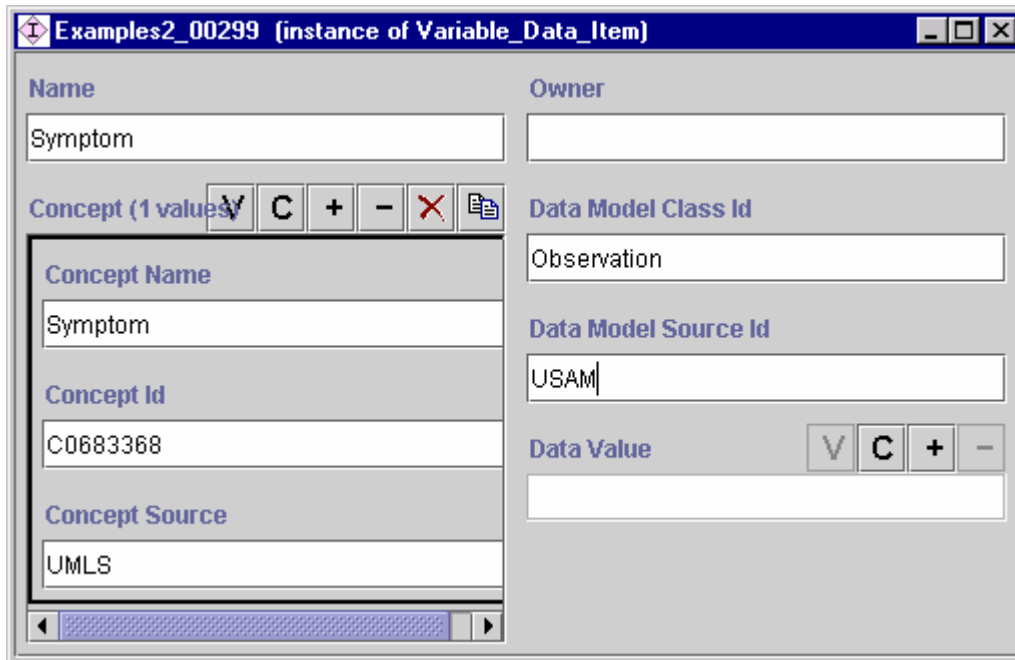 Examples2_00299 (instance of Variable_Data_Item)
Name
Symptom
Concept (1 values) V C + -
Concept Name
Symptom
Concept Id
C0683368
Concept Source
UMLS
Owner
Data Model Class Id
Observation
Data Model Source Id
USAM
Data Value V C + -